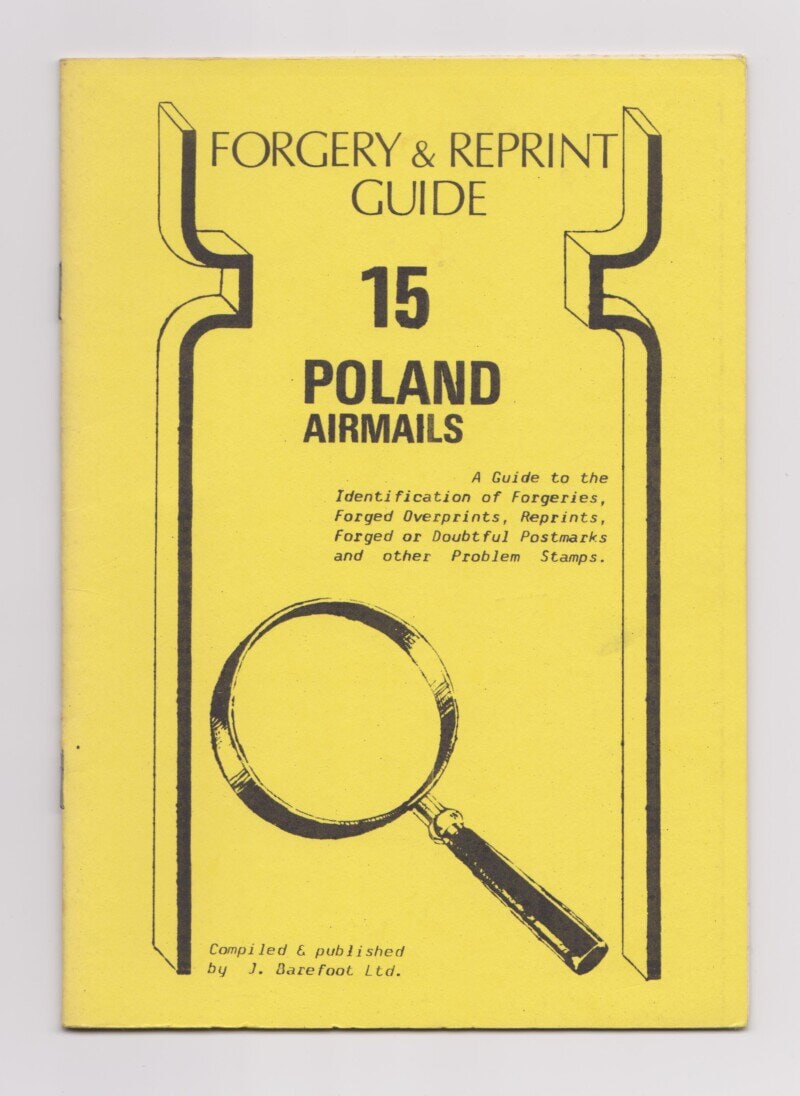 FORGERY & REPRINT
GUIDE
15
POLAND
AIRMAILS
A Guide to the
Identification of Forgeries,
Forged Overprints, Reprints,
Forged or Doubtful Postmarks
and other Problem Stamps.
Compiled & published
by J. Barefoot Ltd.